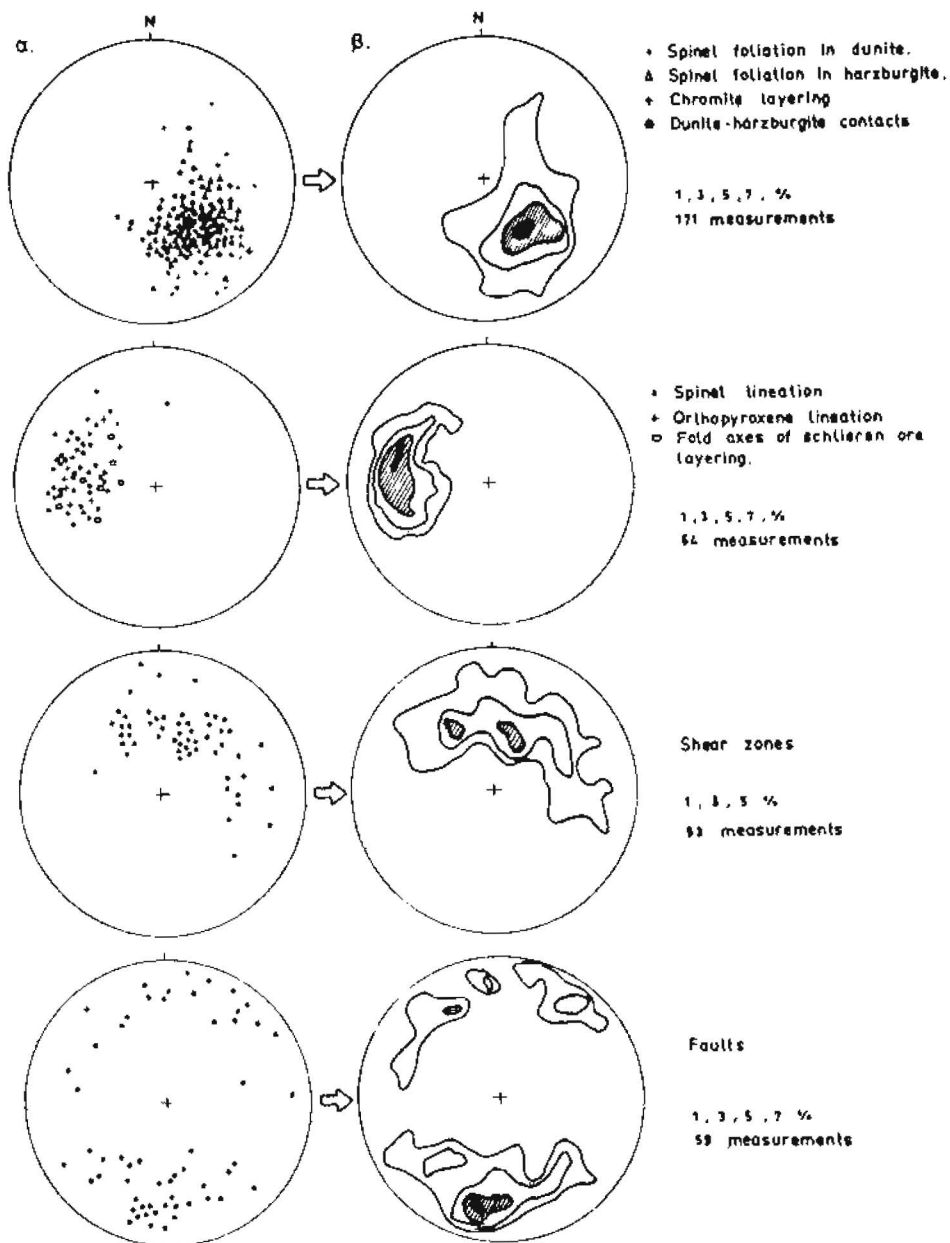 α.
N
β.
N
Spinel foliation in dunite.
Spinel foliation in harzburgite.
Chromite layering
Dunite-harzburgite contacts
1, 3, 5, 7, %
171 measurements
Spinel lineation
Orthopyroxene lineation
Fold axes of schlieren ore
layering.
1, 3, 5, 7, %
measurements
Shear zones
1, 3, 5 %
measurements
Faults
1, 3, 5, 7 %
measurements